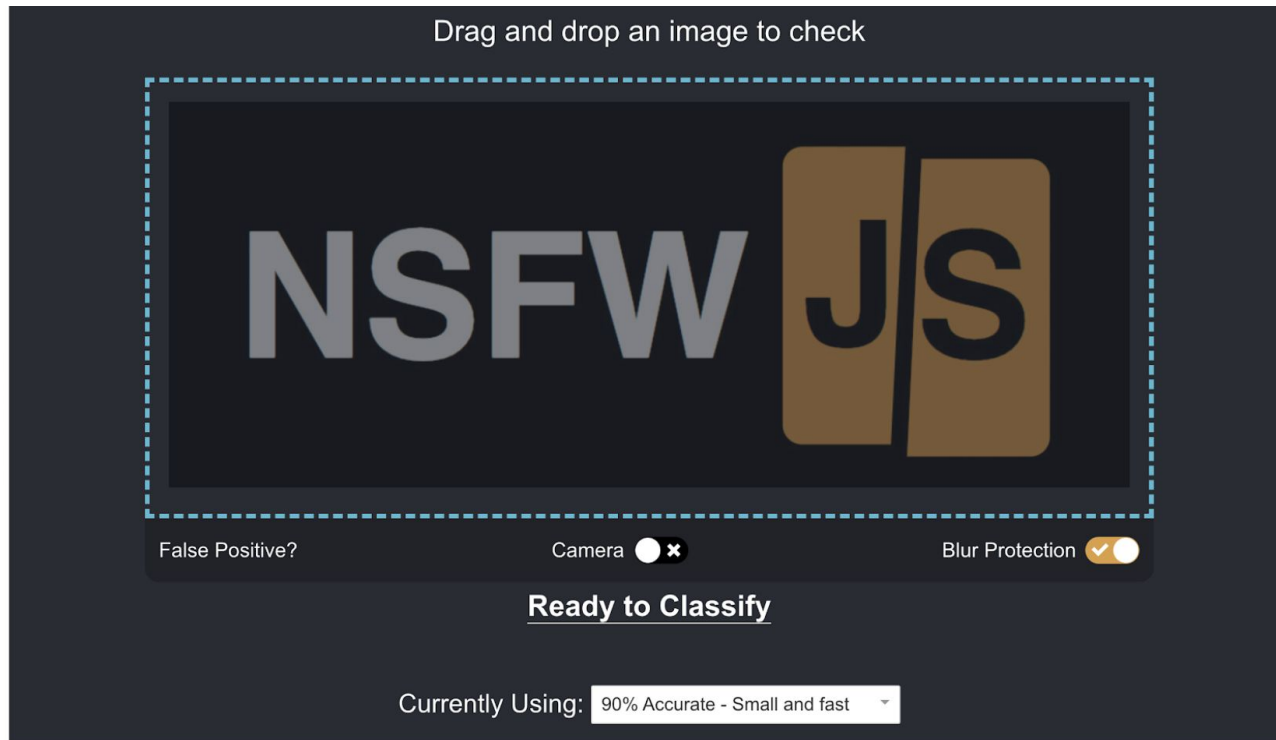 Drag and drop an image to check
NSFW JS
False Positive? Camera Blur Protection
Ready to Classify
Currently Using: 90% Accurate - Small and fast